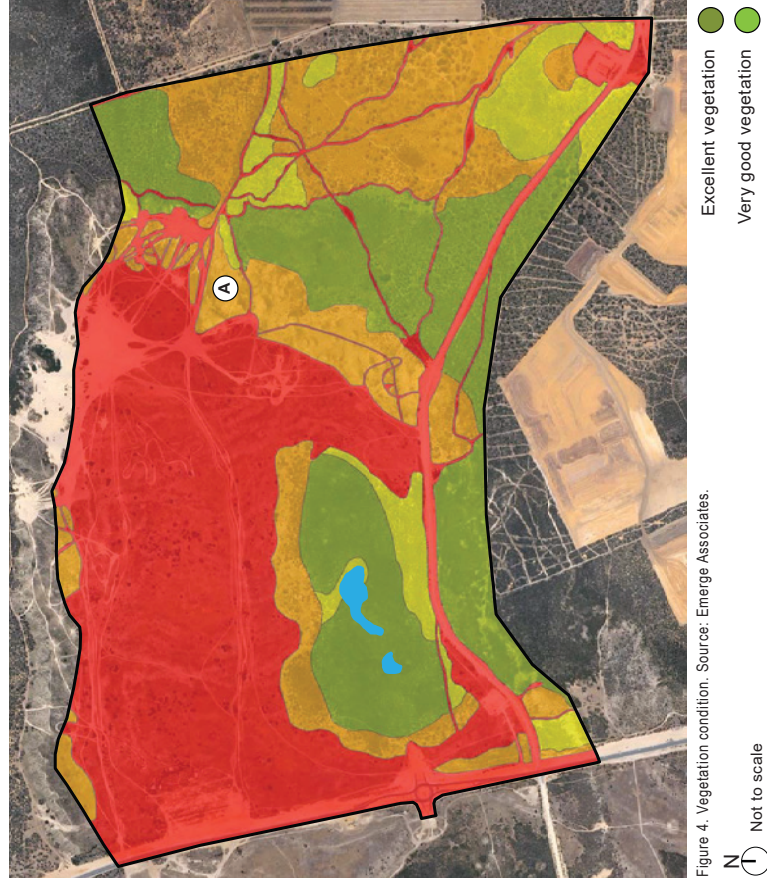 A
Excellent vegetation
Very good vegetation
Figure 4. Vegetation condition. Source: Emerge Associates.
N
Not to scale